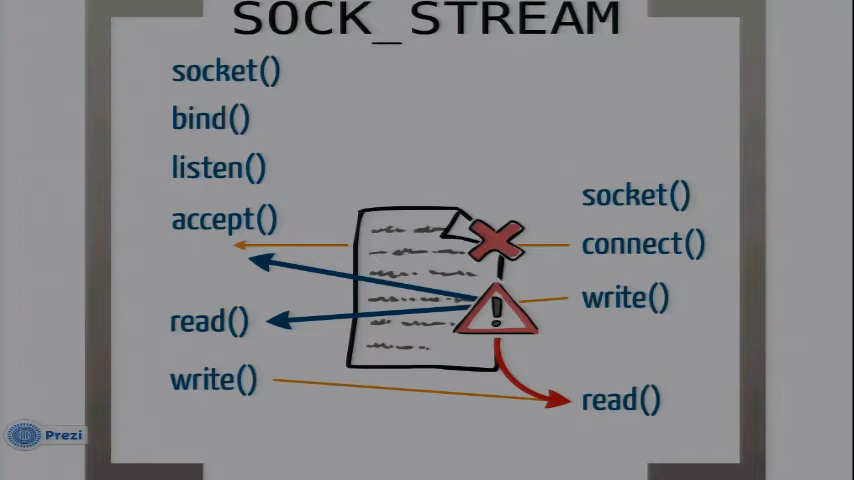 SOCK_STREAM
socket()
bind()
listen()
accept()
read()
write()
socket()
connect()
write()
read()
!
Prezi